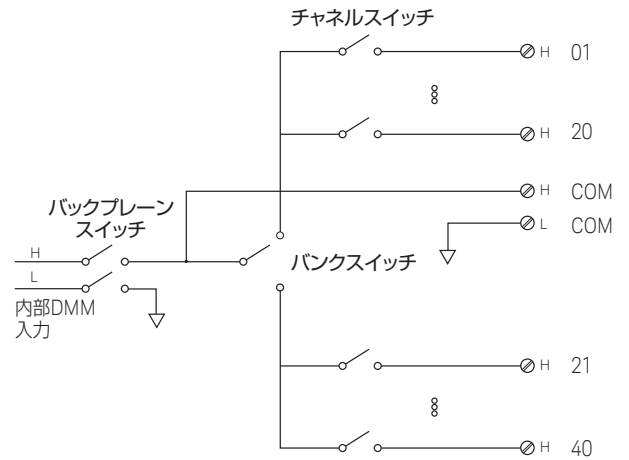 チャネルスイッチ
H 01
H 20
H COM
L COM
バックプレーン
スイッチ
H
L
内部DMM
入力
バンクスイッチ
H 21
H 40